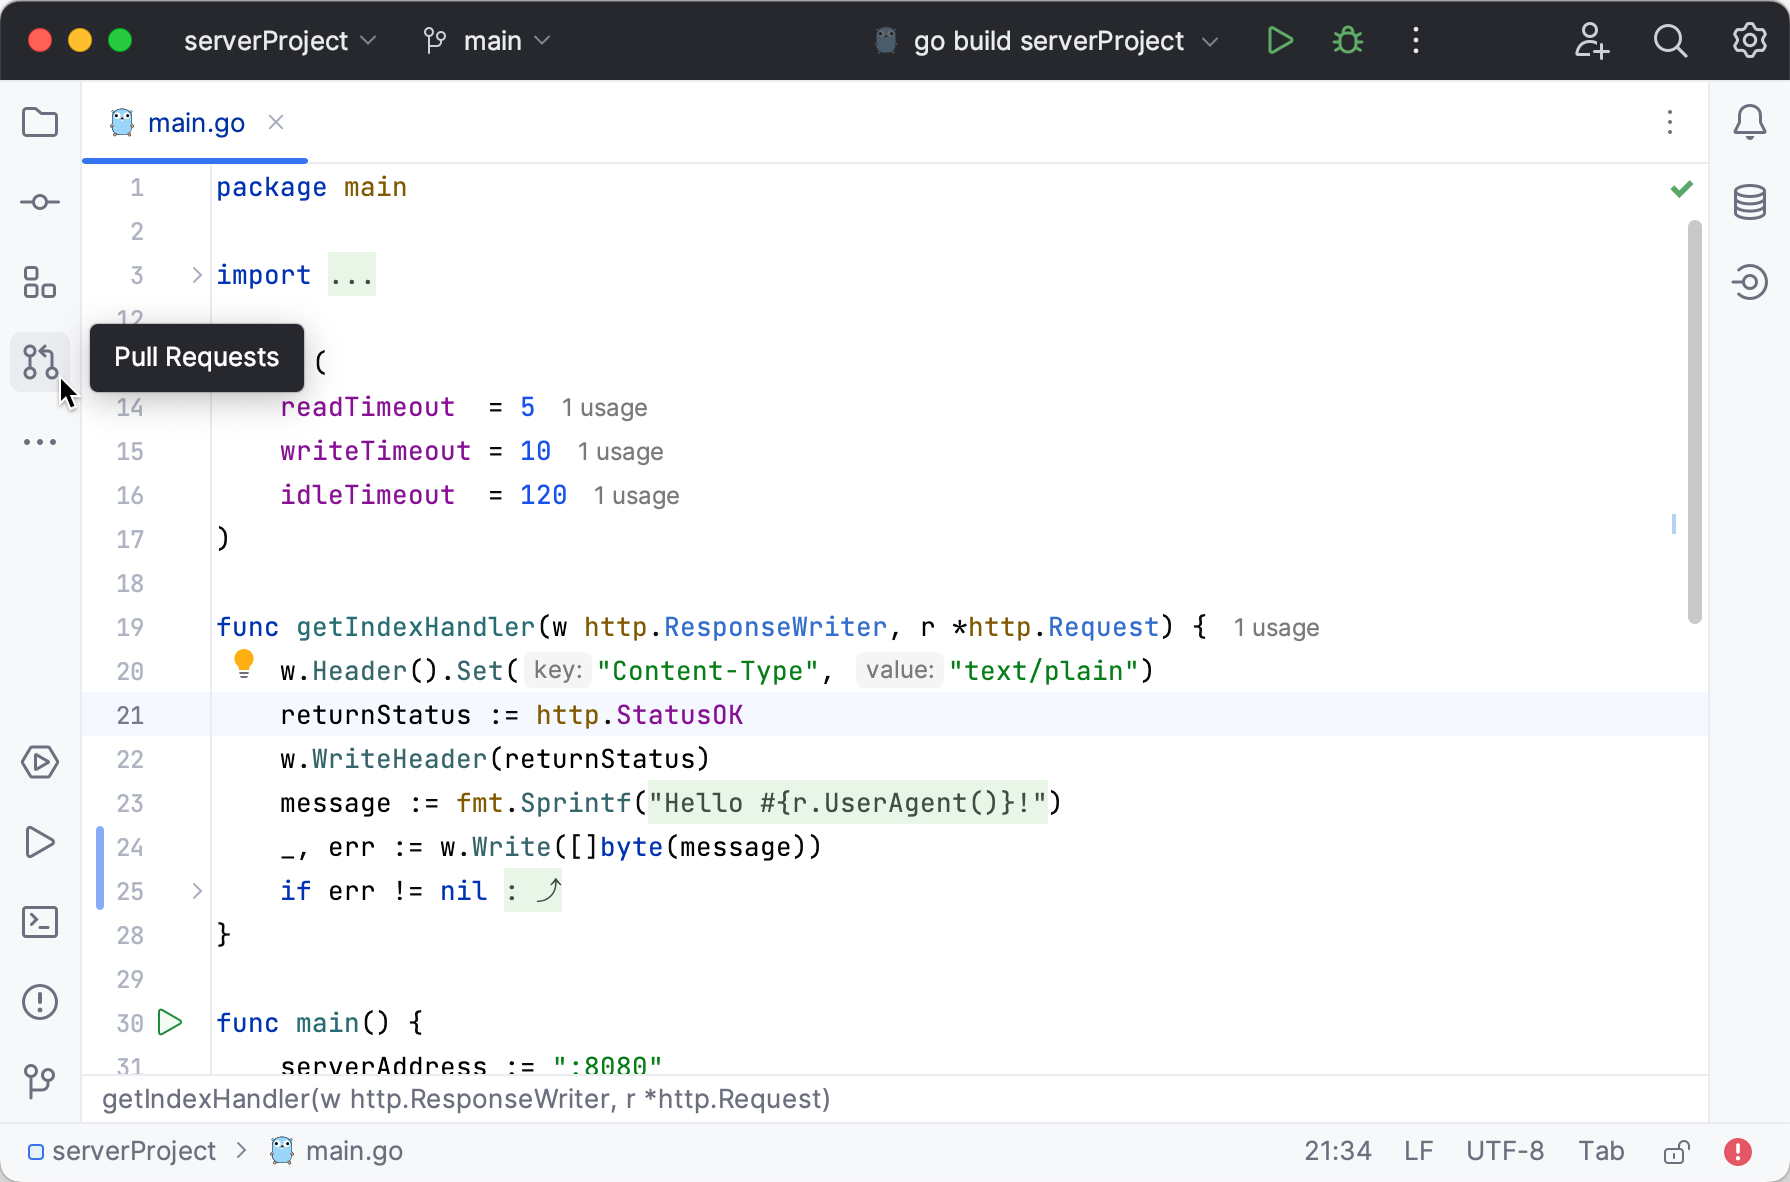 serverProject main go build serverProject
main.go
1 package main
2
3 import ...
12
Pull Requests (
14 readTimeout = 5 1 usage
15 writeTimeout = 10 1 usage
16 idleTimeout = 120 1 usage
17 )
18
19 func getIndexHandler(w http.ResponseWriter, r *http.Request) { 1 usage
20 w.Header().Set( key: "Content-Type", value: "text/plain")
21 returnStatus := http.StatusOK
22 w.WriteHeader(returnStatus)
23 message := fmt.Sprintf("Hello #{r.UserAgent()}!")
24 _, err := w.Write([]byte(message))
25 if err != nil :
28 }
29
30 func main() {
31 serverAddress := ":8080"
getIndexHandler(w http.ResponseWriter, r *http.Request)
serverProject > main.go 21:34 LF UTF-8 Tab